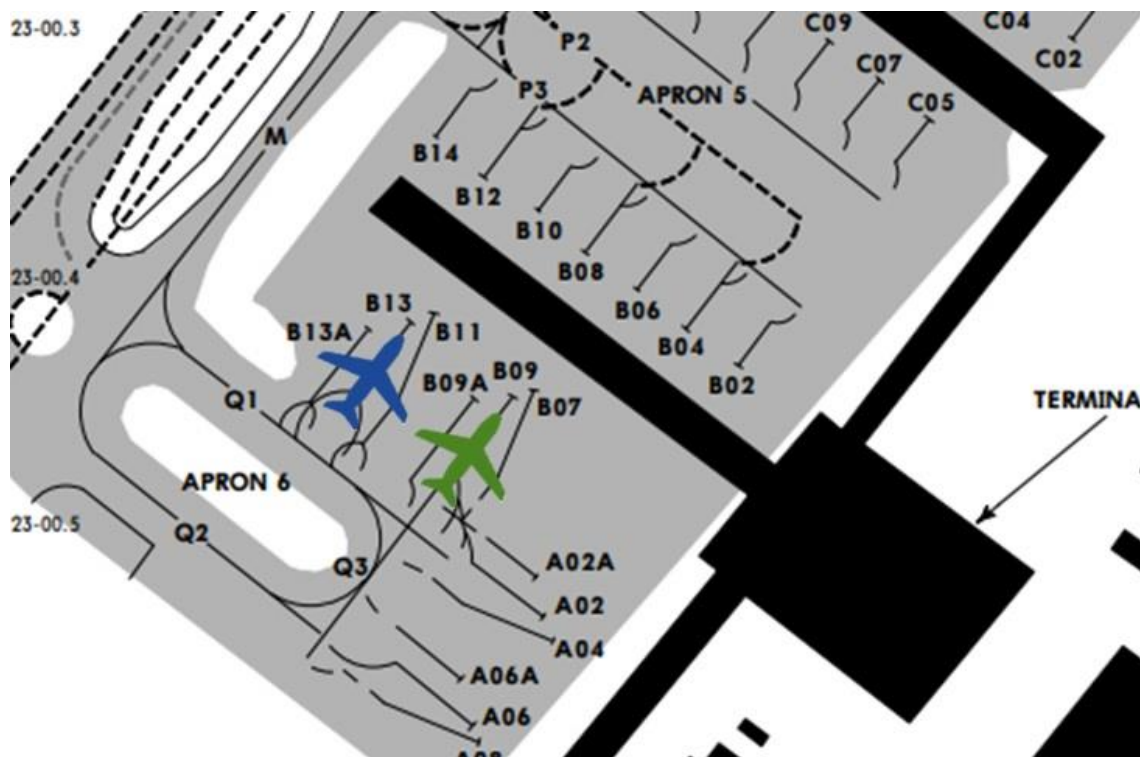 23-00.3
C09
C04
P2
C02
C07
P3
APRON 5
C05
M
B14
B12
B10
B08
23-00.4
B06
B13
B13A
B11
B04
B09A
B09
B02
Q1
B07
TERMINA
APRON 6
23-00.5
Q2
Q3
A02A
A02
A04
A06A
A06